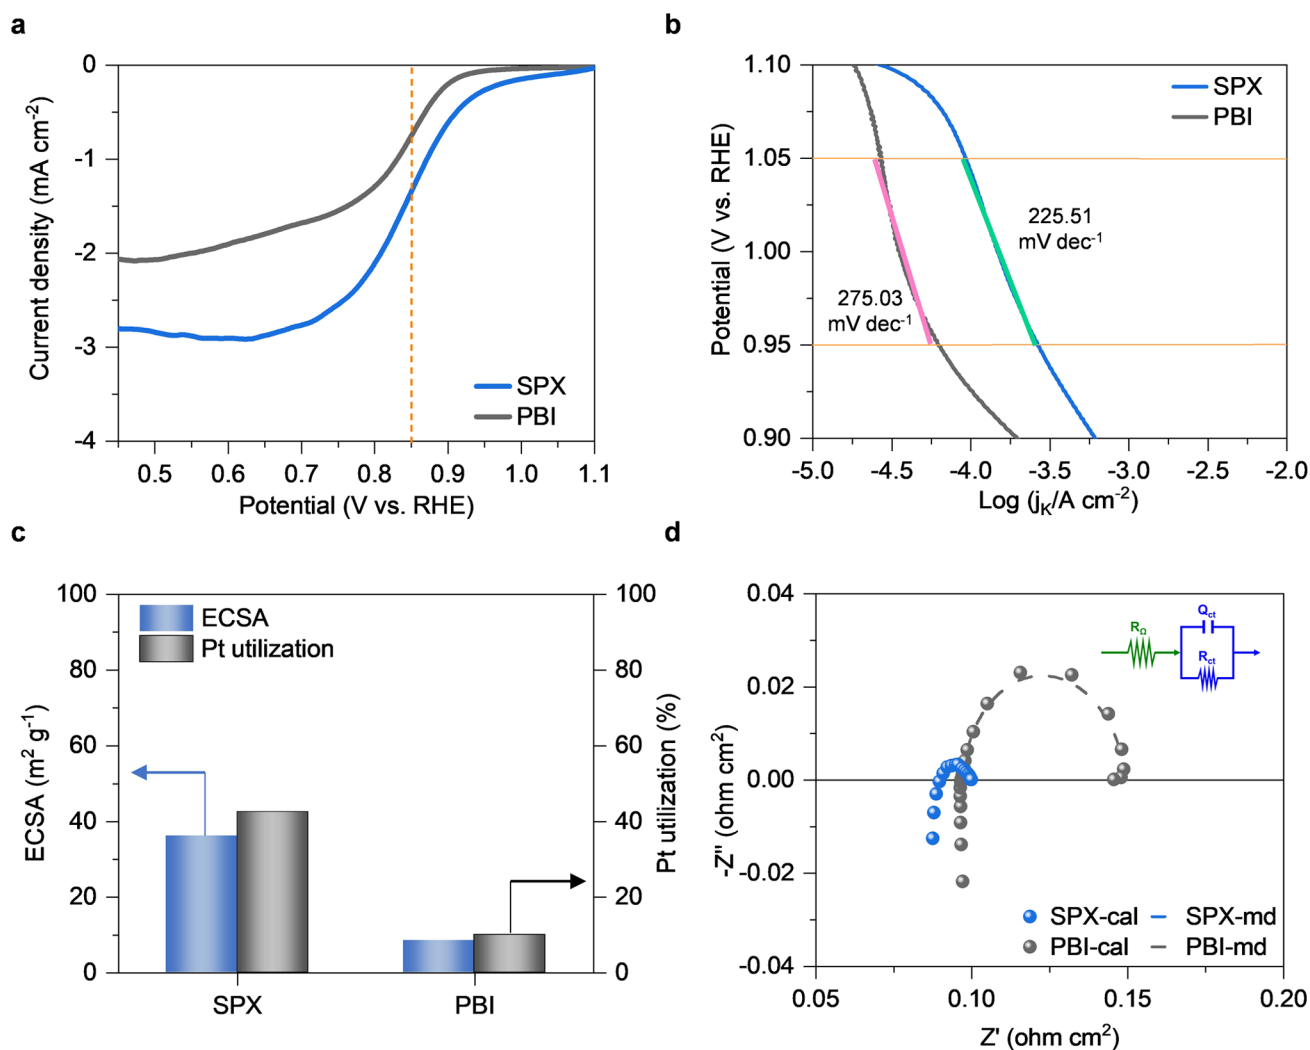 a
0
-1
-2
-3
-4
Current density (mA cm-2)
SPX
PBI
0.5 0.6 0.7 0.8 0.9 1.0 1.1
Potential (V vs. RHE)
b
1.10
1.05
1.00
0.95
0.90
Potential (V vs. RHE)
SPX
PBI
225.51
mV dec-1
275.03
mV dec-1
-5.0 -4.5 -4.0 -3.5 -3.0 -2.5 -2.0
Log (jK/A cm-2)
c
100
80
60
40
20
0
ECSA (m2 g-1)
ECSA
Pt utilization
100
80
60
40
20
0
Pt utilization (%)
SPX PBI
d
0.04
0.02
0.00
-0.02
-0.04
-Z'' (ohm cm2)
RΩ
Qct
Rct
SPX-cal SPX-md
PBI-cal PBI-md
0.05 0.10 0.15 0.20
Z' (ohm cm2)